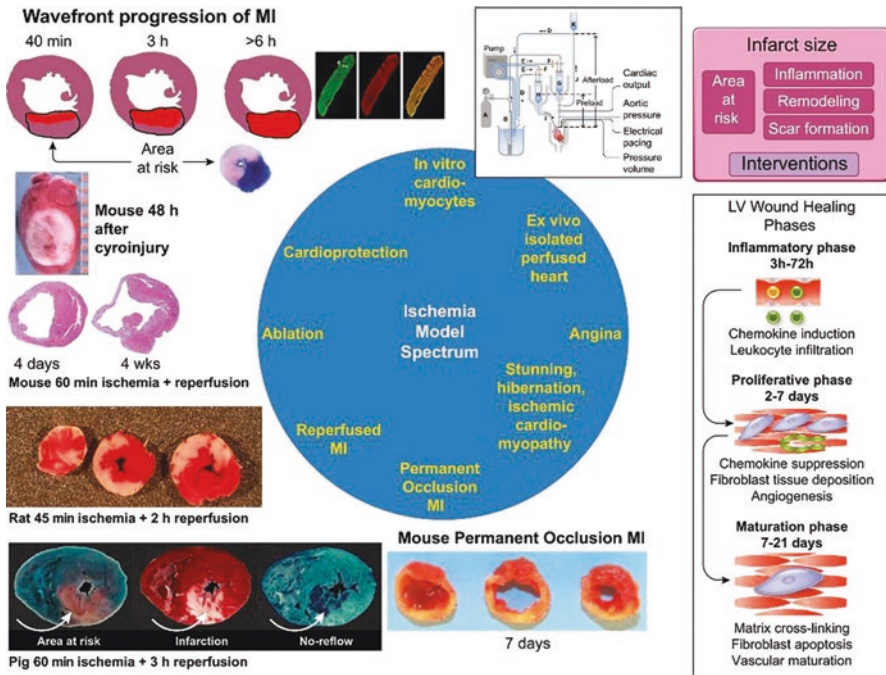 Wavefront progression of MI
40 min
3 h
>6 h
Area
at risk
Mouse 48 h
after
cyroinjury
4 days
4 wks
Mouse 60 min ischemia + reperfusion
Rat 45 min ischemia + 2 h reperfusion
Area at risk
Infarction
No-reflow
Pig 60 min ischemia + 3 h reperfusion
In vitro
cardio-
myocytes
Ex vivo
isolated
perfused
heart
Angina
Stunning,
hibernation,
ischemic
cardio-
myopathy
Permanent
Occlusion
MI
Reperfused
MI
Ablation
Cardioprotection
Ischemia
Model
Spectrum
Mouse Permanent Occlusion MI
7 days
Pump
Afterload
Preload
Cardiac
output
Aortic
pressure
Electrical
pacing
Pressure
volume
Infarct size
Area
at
risk
Inflammation
Remodeling
Scar formation
Interventions
LV Wound Healing
Phases
Inflammatory phase
3h-72h
Chemokine induction
Leukocyte infiltration
Proliferative phase
2-7 days
Chemokine suppression
Fibroblast tissue deposition
Angiogenesis
Maturation phase
7-21 days
Matrix cross-linking
Fibroblast apoptosis
Vascular maturation